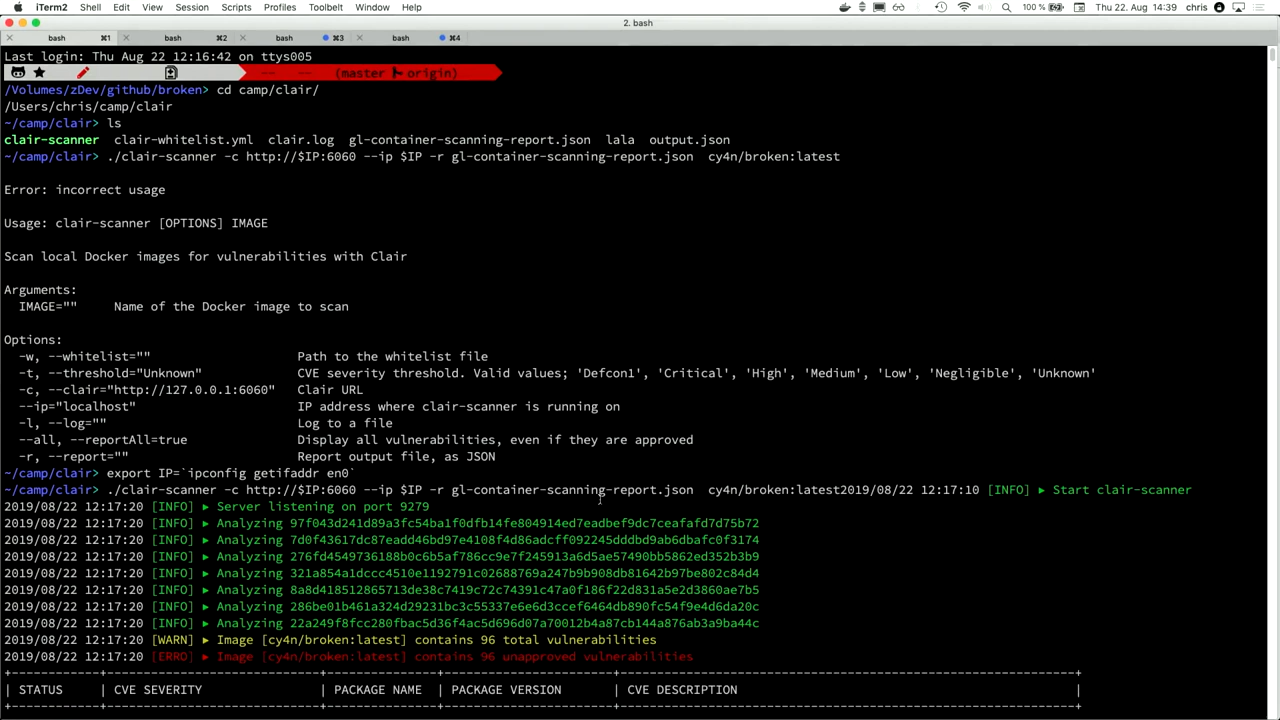 iTerm2 Shell Edit View Session Scripts Profiles Toolbelt Window Help 100 % Thu 22. Aug 14:39 chris
2. bash
bash ⌘1 bash ⌘2 bash ⌘3 bash ⌘4
Last login: Thu Aug 22 12:16:42 on ttys005
(master origin)
/Volumes/zDev/github/broken> cd camp/clair/
/Users/chris/camp/clair
~/camp/clair> ls
clair-scanner clair-whitelist.yml clair.log gl-container-scanning-report.json lala output.json
~/camp/clair> ./clair-scanner -c http://$IP:6060 --ip $IP -r gl-container-scanning-report.json cy4n/broken:latest
Error: incorrect usage
Usage: clair-scanner [OPTIONS] IMAGE
Scan local Docker images for vulnerabilities with Clair
Arguments:
IMAGE="" Name of the Docker image to scan
Options:
-w, --whitelist="" Path to the whitelist file
-t, --threshold="Unknown" CVE severity threshold. Valid values; 'Defcon1', 'Critical', 'High', 'Medium', 'Low', 'Negligible', 'Unknown'
-c, --clair="http://127.0.0.1:6060" Clair URL
--ip="localhost" IP address where clair-scanner is running on
-l, --log="" Log to a file
--all, --reportAll=true Display all vulnerabilities, even if they are approved
-r, --report="" Report output file, as JSON
~/camp/clair> export IP=`ipconfig getifaddr en0`
~/camp/clair> ./clair-scanner -c http://$IP:6060 --ip $IP -r gl-container-scanning-report.json cy4n/broken:latest2019/08/22 12:17:10 [INFO] ▶ Start clair-scanner
2019/08/22 12:17:20 [INFO] ▶ Server listening on port 9279
2019/08/22 12:17:20 [INFO] ▶ Analyzing 97f043d241d89a3fc54ba1f0dfb14fe804914ed7eadbef9dc7ceafafd7d75b72
2019/08/22 12:17:20 [INFO] ▶ Analyzing 7d0f43617dc87eadd46bd97e4108f4d86adcff092245dddbd9ab6dbafc0f3174
2019/08/22 12:17:20 [INFO] ▶ Analyzing 276fd4549736188b0c6b5af786cc9e7f245913a6d5ae57490bb5862ed352b3b9
2019/08/22 12:17:20 [INFO] ▶ Analyzing 321a854a1dccc4510e1192791c02688769a247b9b908db81642b97be802c84d4
2019/08/22 12:17:20 [INFO] ▶ Analyzing 8a8d418512865713de38c7419c72c74391c47a0f186f22d831a5e2d3860ae7b5
2019/08/22 12:17:20 [INFO] ▶ Analyzing 286be01b461a324d29231bc3c55337e6e6d3ccef6464db890fc54f9e4d6da20c
2019/08/22 12:17:20 [INFO] ▶ Analyzing 22a249f8fcc280fbac5d36f4ac5d696d07a70012b4a87cb144a876ab3a9ba44c
2019/08/22 12:17:20 [WARN] ▶ Image [cy4n/broken:latest] contains 96 total vulnerabilities
2019/08/22 12:17:20 [ERRO] ▶ Image [cy4n/broken:latest] contains 96 unapproved vulnerabilities
| STATUS | CVE SEVERITY | PACKAGE NAME | PACKAGE VERSION | CVE DESCRIPTION |